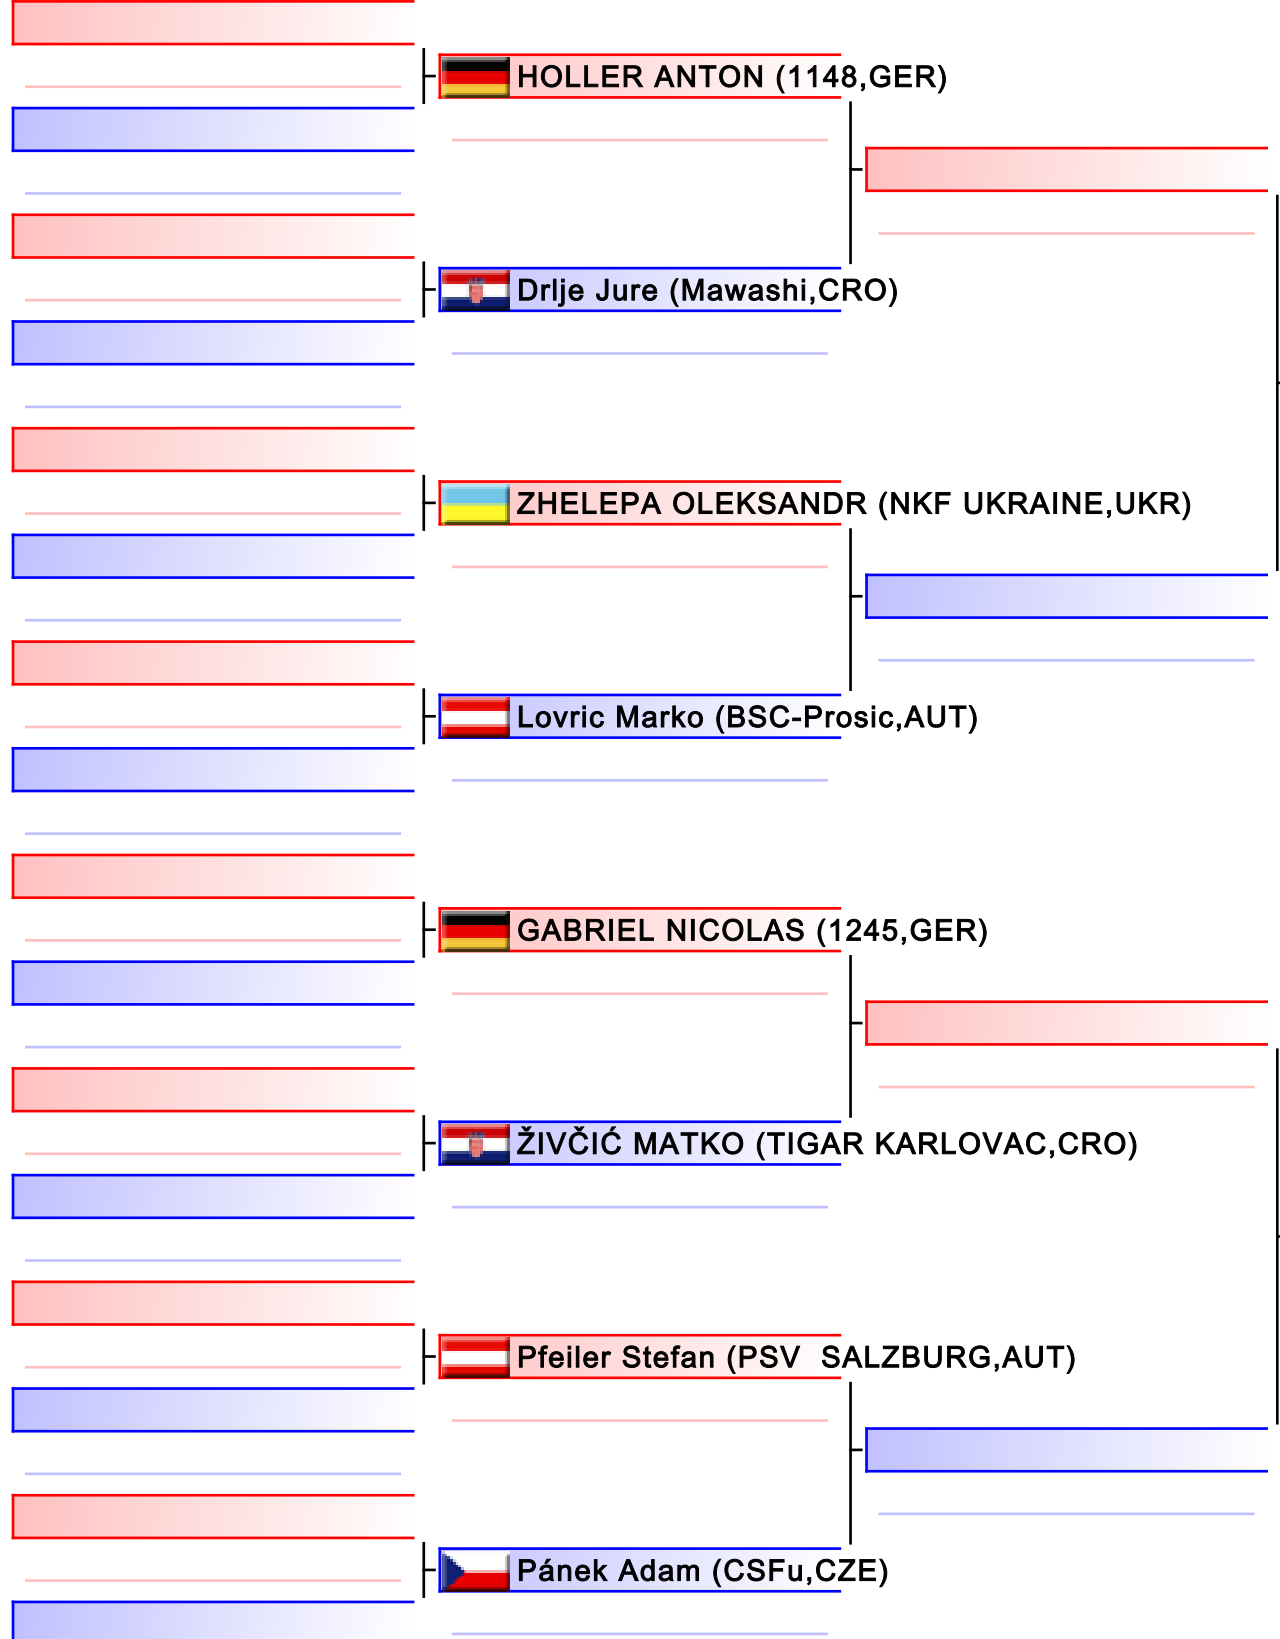 HOLLER ANTON (1148,GER)
Drlje Jure (Mawashi,CRO)
ZHELEPA OLEKSANDR (NKF UKRAINE,UKR)
Lovric Marko (BSC-Prosic,AUT)
GABRIEL NICOLAS (1245,GER)
ŽIVČIĆ MATKO (TIGAR KARLOVAC,CRO)
Pfeiler Stefan (PSV  SALZBURG,AUT)
Pánek Adam (CSFu,CZE)